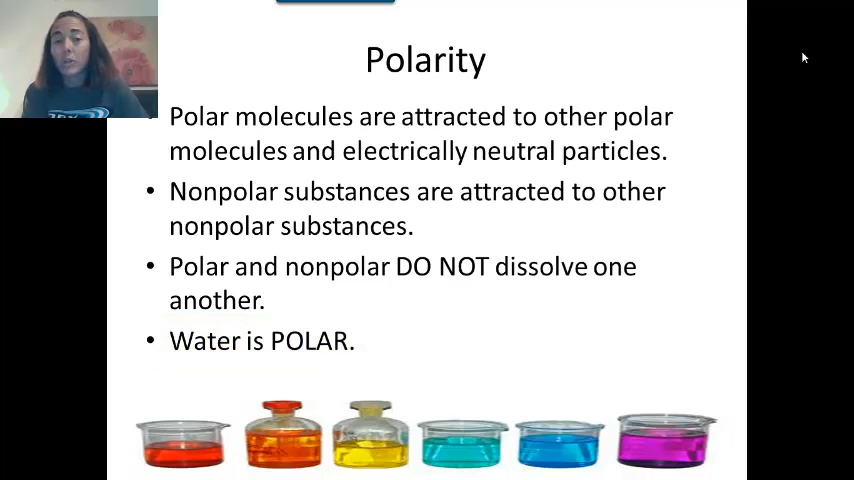 Polarity
• Polar molecules are attracted to other polar
molecules and electrically neutral particles.
• Nonpolar substances are attracted to other
nonpolar substances.
• Polar and nonpolar DO NOT dissolve one
another.
• Water is POLAR.